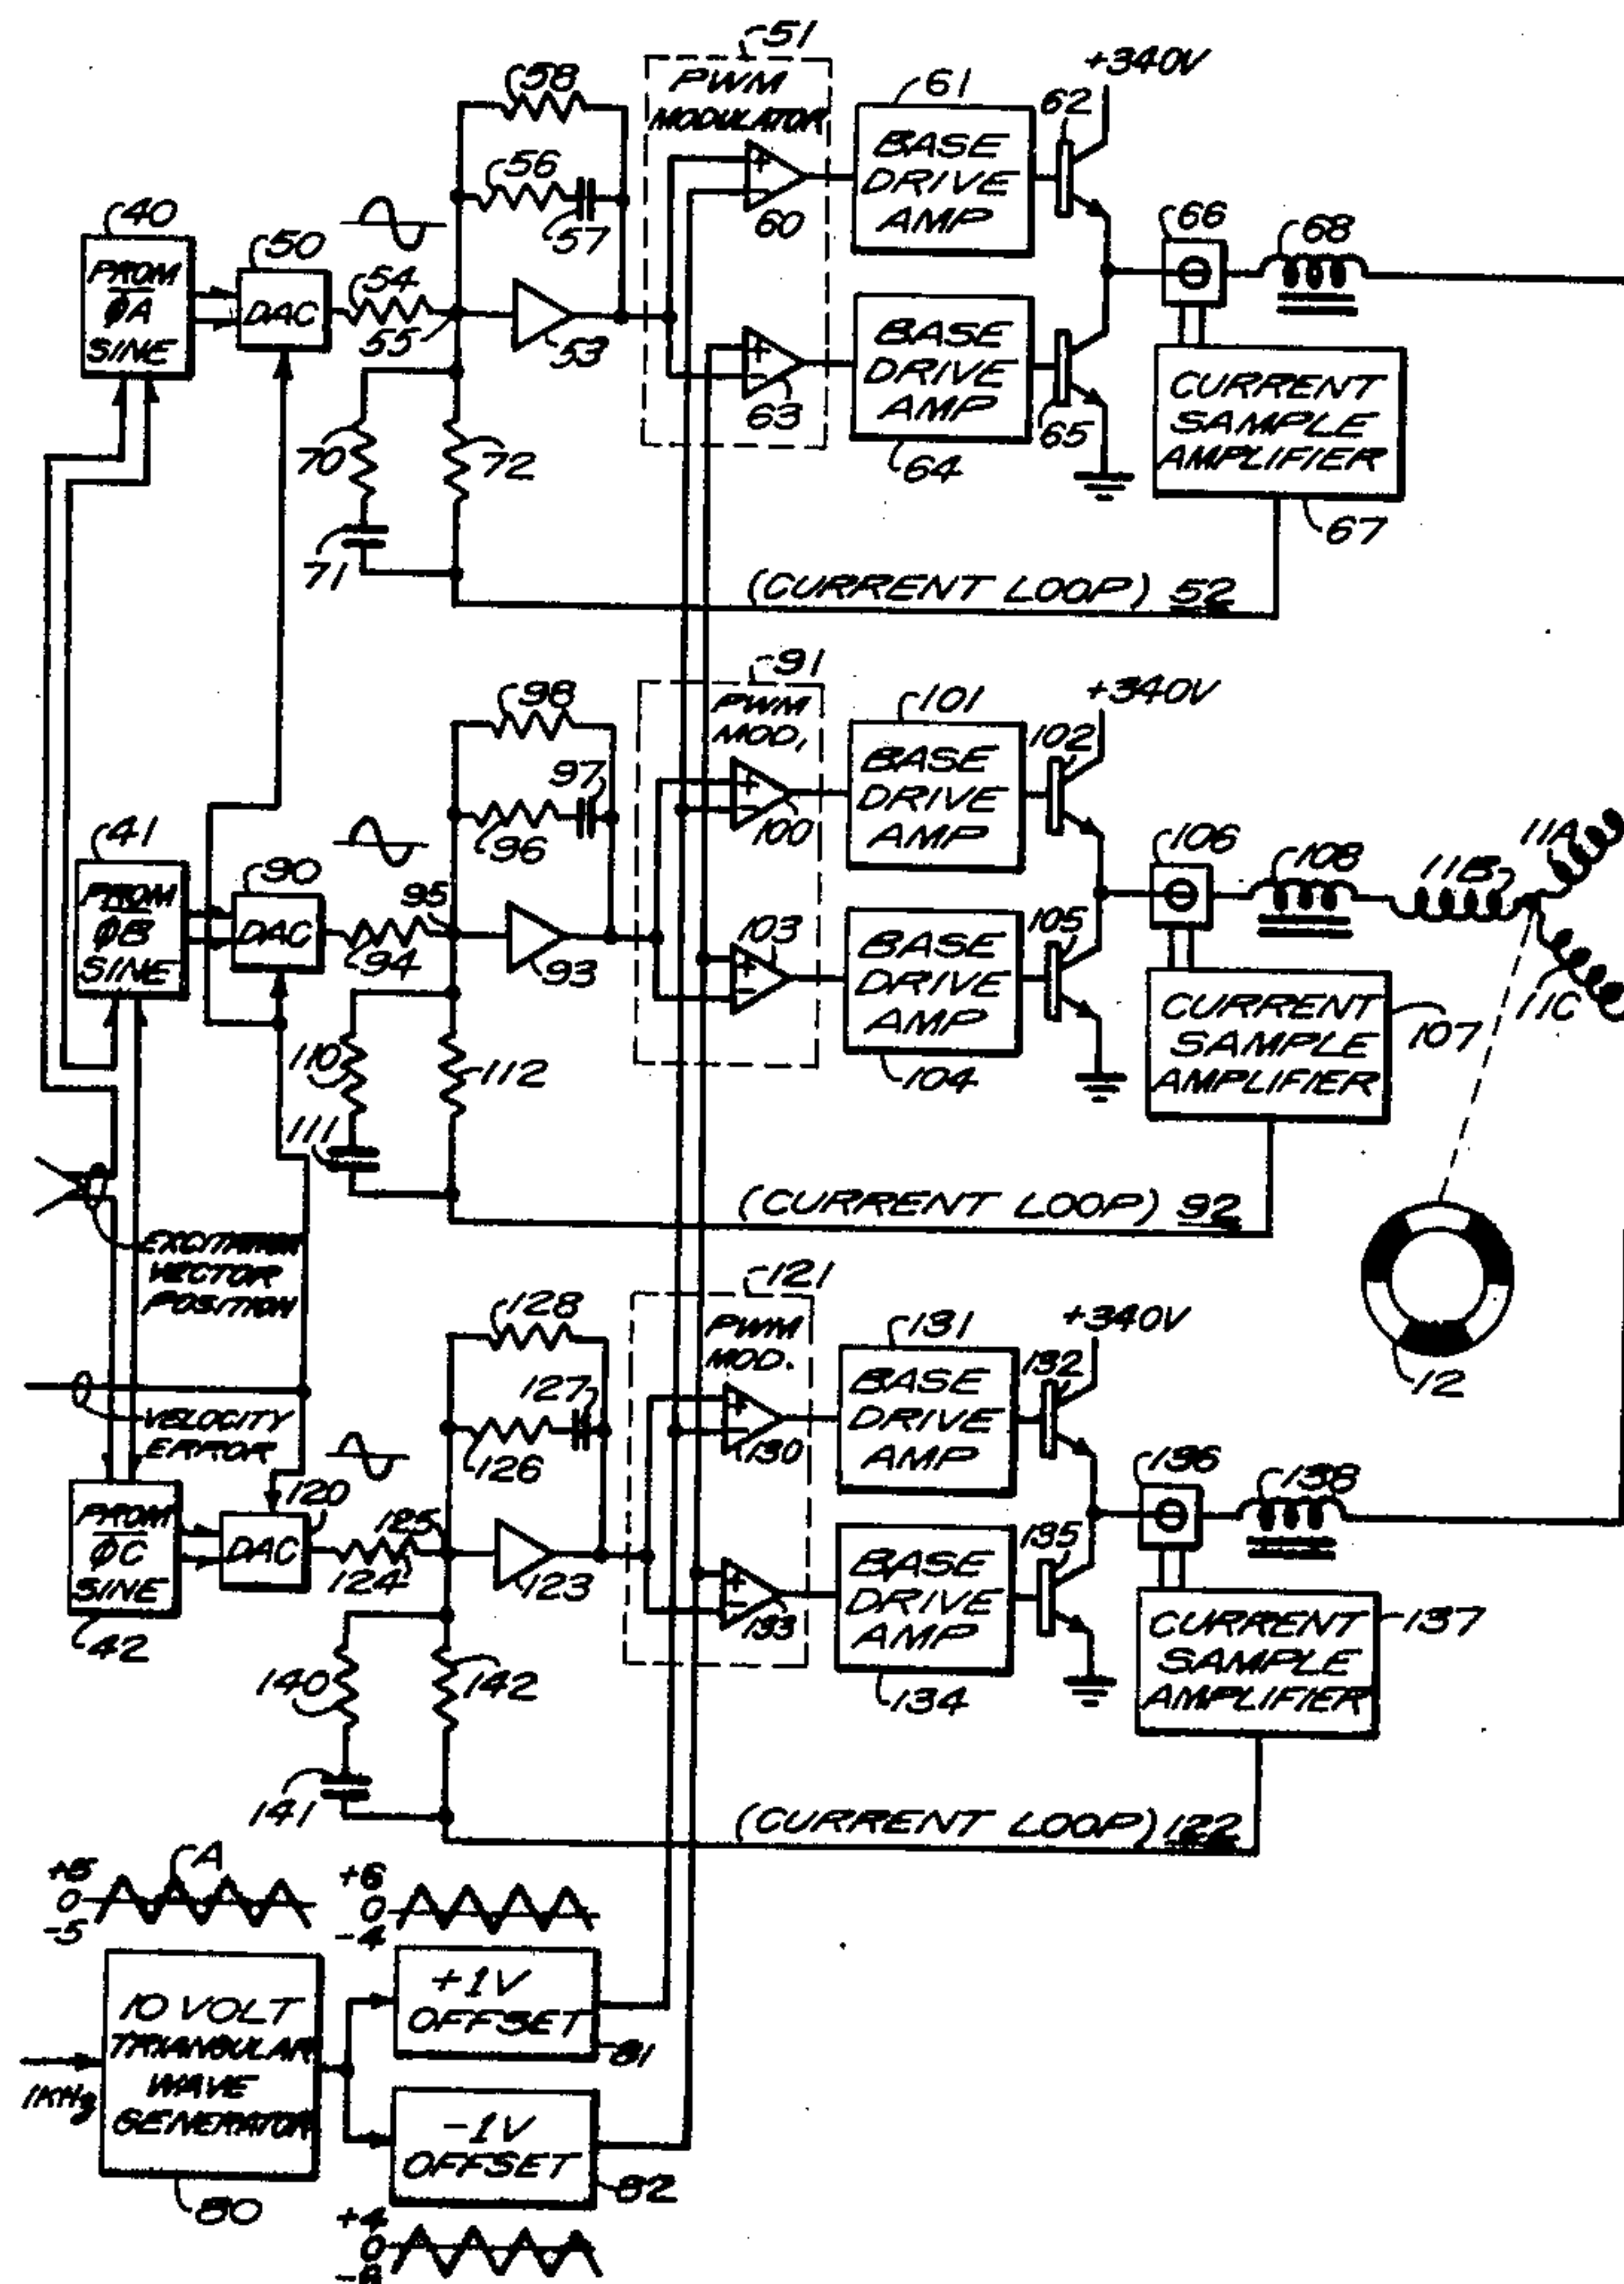 51
PWM
MODULATOR
58
56
57
60
63
61
BASE
DRIVE
AMP
62
+340V
40
PROM
ΦA
SINE
50
DAC
54
55
53
66
68
BASE
DRIVE
AMP
64
65
CURRENT
SAMPLE
AMPLIFIER
67
70
72
71
(CURRENT LOOP) 52
91
PWM
MOD,
98
97
96
100
103
101
BASE
DRIVE
AMP
102
+340V
41
PROM
ΦB
SINE
90
DAC
95
94
93
106
108
11B
11A
11C
BASE
DRIVE
AMP
104
105
CURRENT
SAMPLE
AMPLIFIER
107
110
112
111
(CURRENT LOOP) 92
EXCITATION
VECTOR
POSITION
12
121
PWM
MOD.
128
127
126
130
133
131
BASE
DRIVE
AMP
132
+340V
VELOCITY
ERROR
PROM
ΦC
SINE
42
120
DAC
125
124
123
136
138
BASE
DRIVE
AMP
134
135
CURRENT
SAMPLE
AMPLIFIER
137
140
142
141
(CURRENT LOOP) 122
+5
0
-5
A
+6
0
-4
10 VOLT
TRIANGULAR
WAVE
GENERATOR
80
1KHz
+1V
OFFSET
81
-1V
OFFSET
82
+4
0